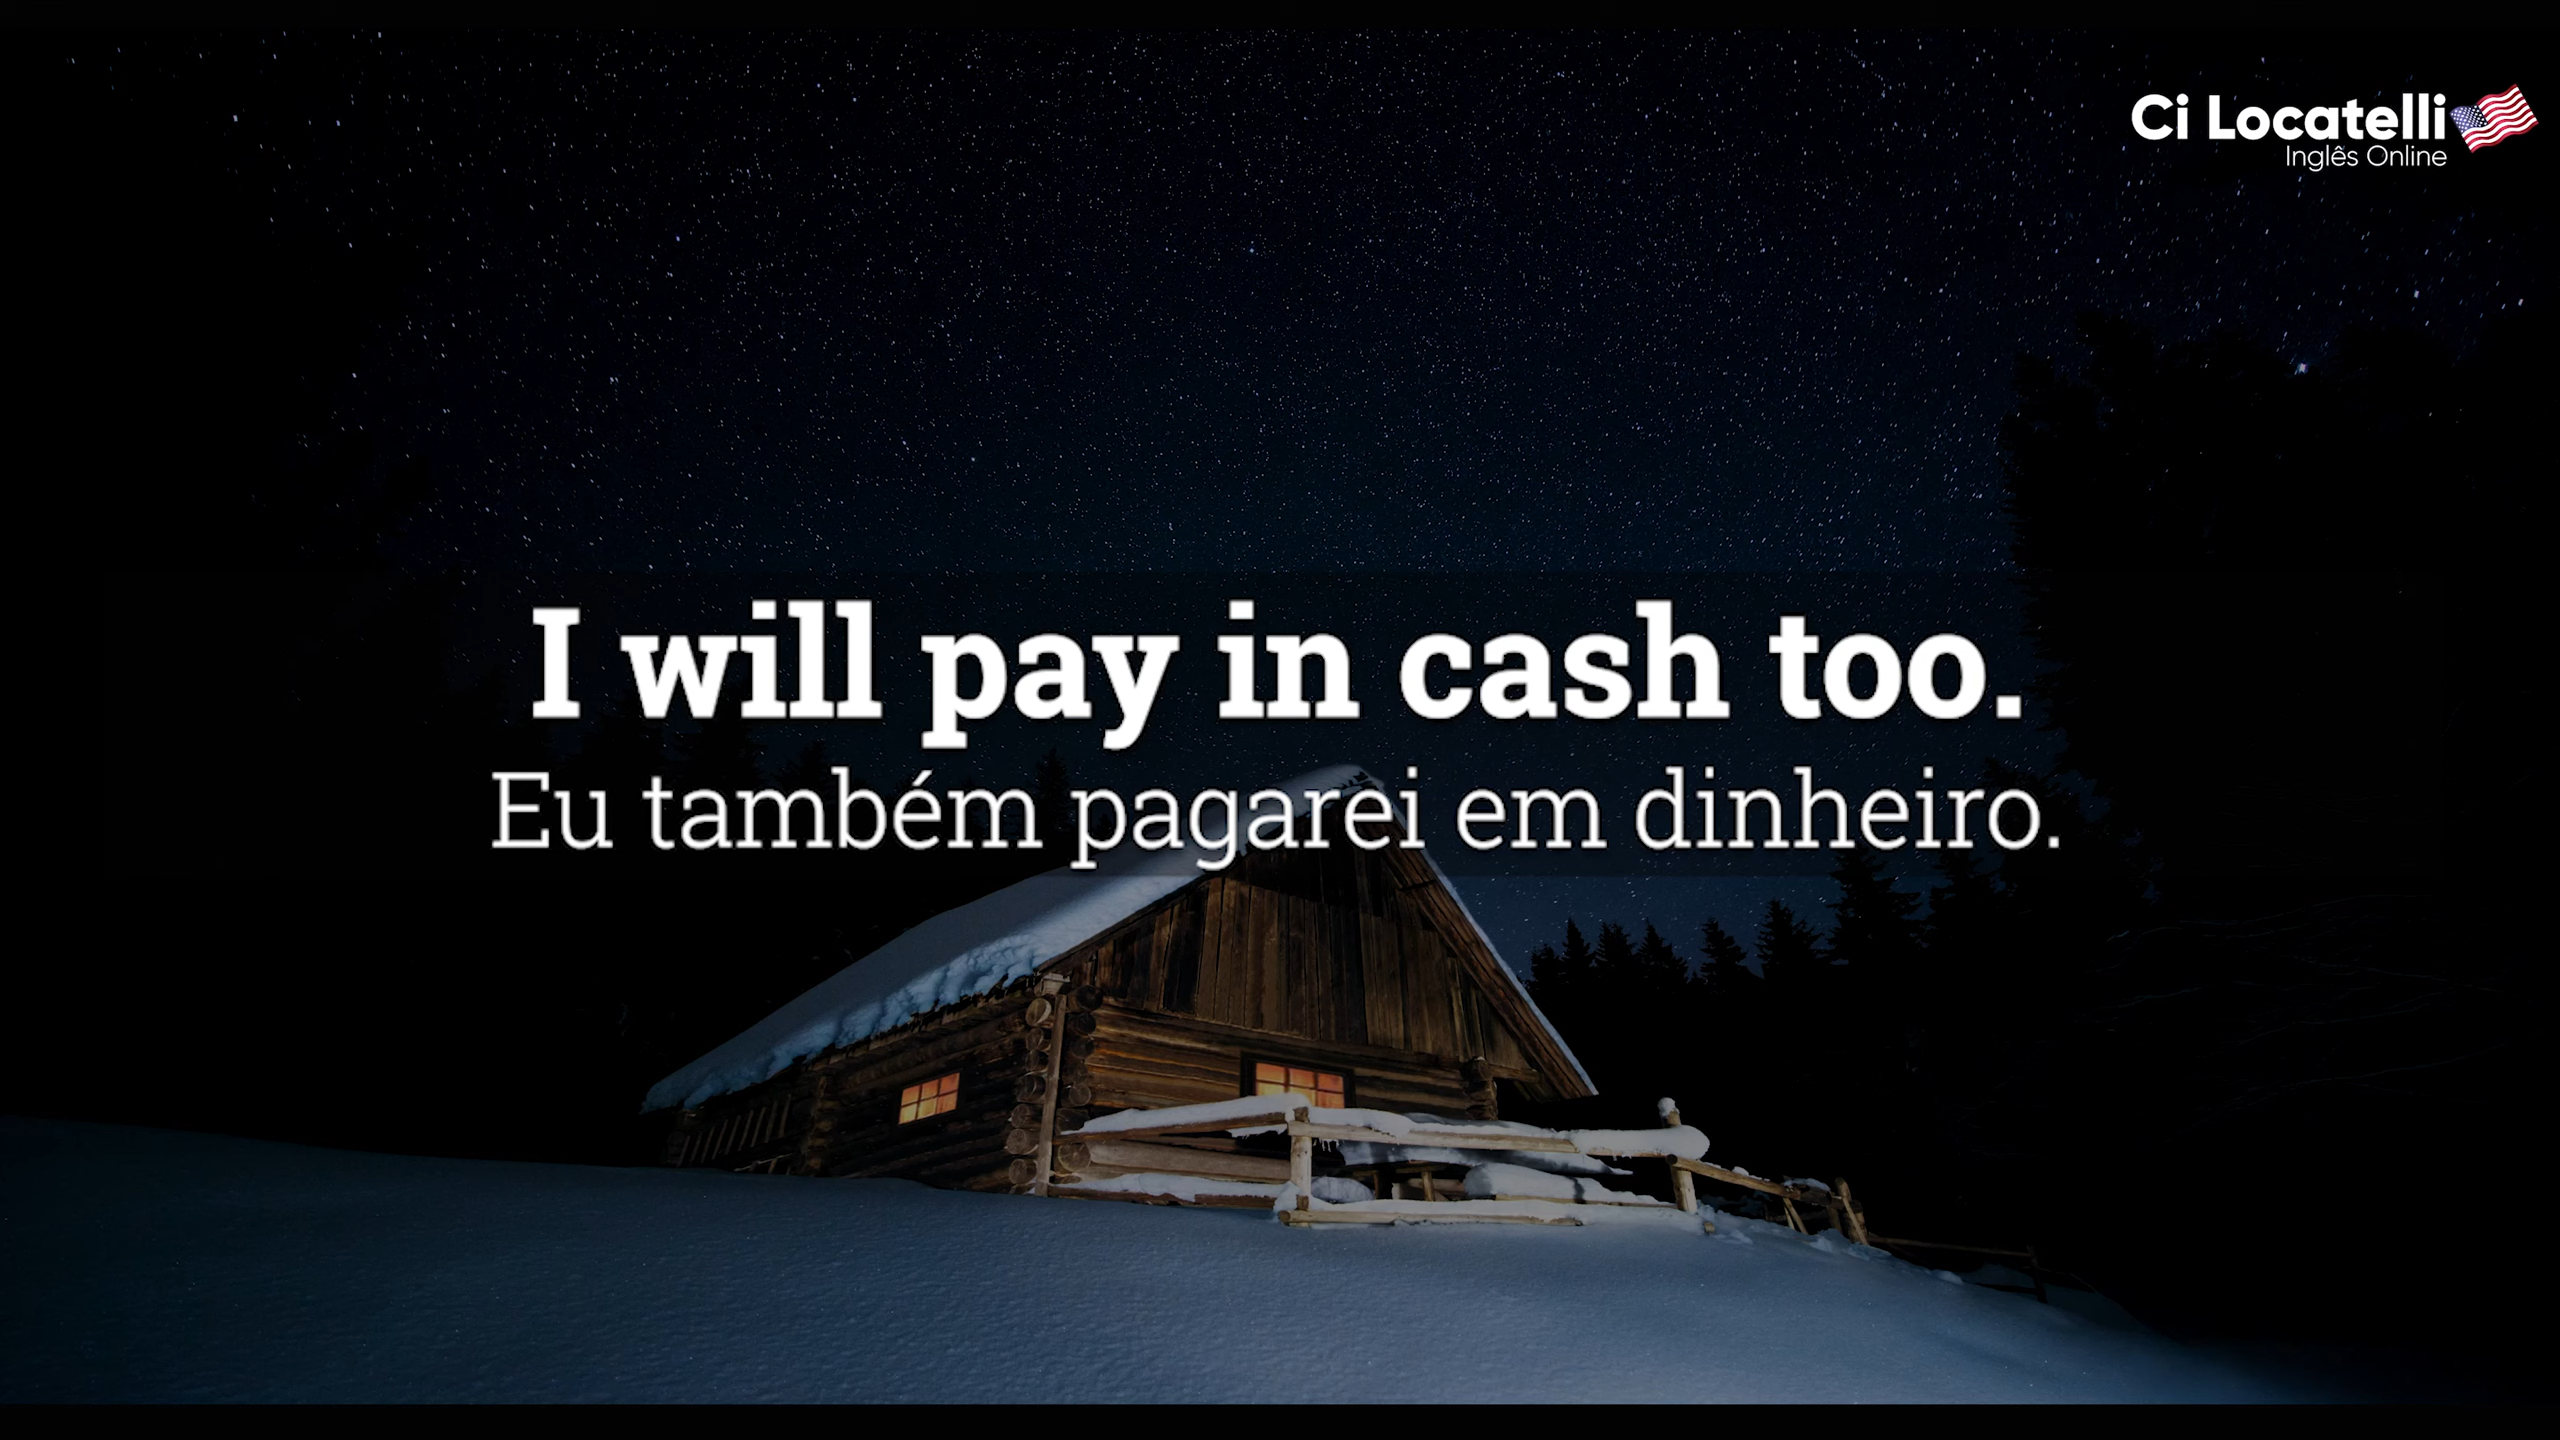 Ci Locatelli
Inglês Online
I will pay in cash too.
Eu também pagarei em dinheiro.